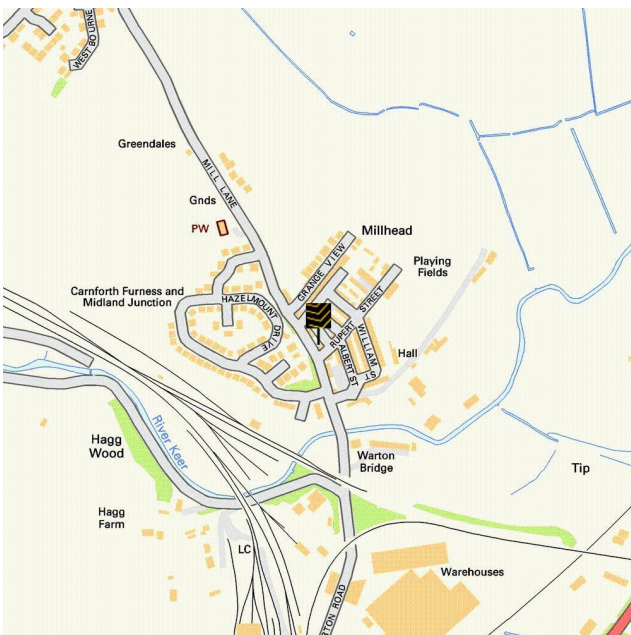 WEST BOURNE
Greendales
MILL LANE
Gnds
PW
Millhead
GRANGE VIEW
Playing
Fields
Carnforth Furness and
Midland Junction
HAZELMOUNT DRIVE
RUPERT STREET
WILLIAM ST
ALBERT ST
Hall
River Keer
Hagg
Wood
Warton
Bridge
Tip
Hagg
Farm
LC
Warehouses
RTON ROAD